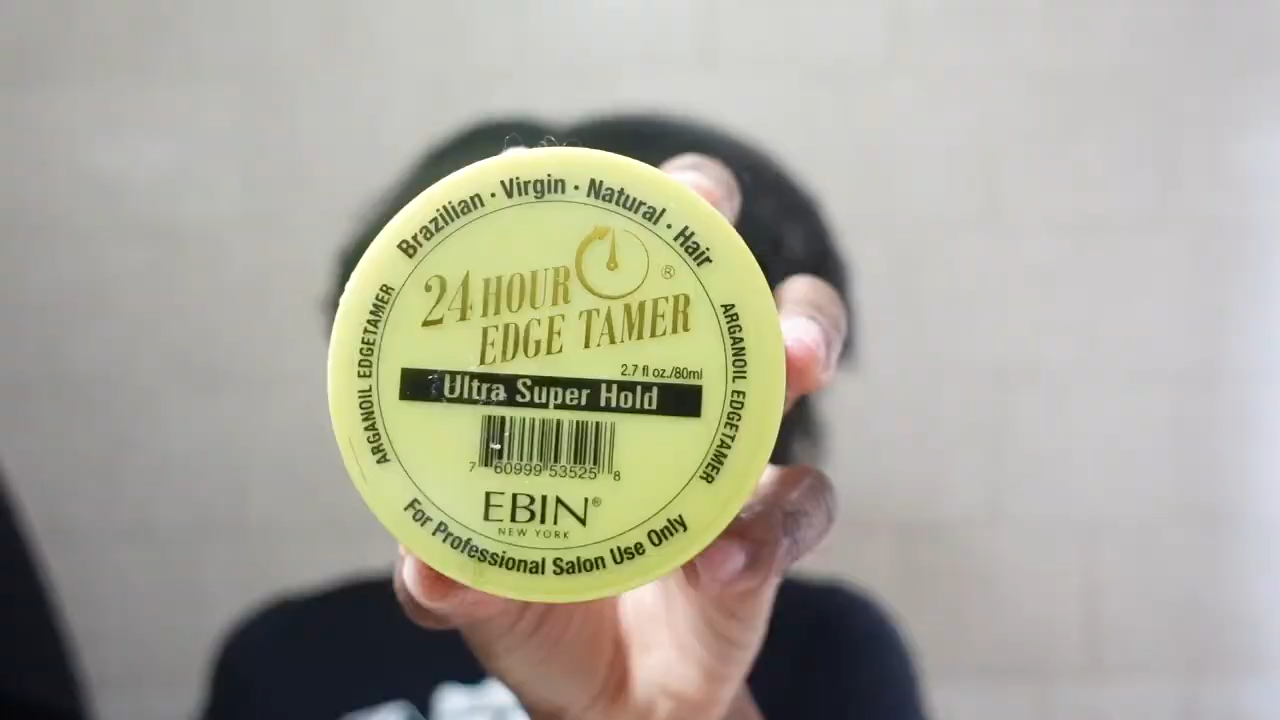 Brazilian · Virgin · Natural · Hair
24 HOUR
EDGE TAMER ®
2.7 fl oz./80ml
Ultra Super Hold
7 60999 53525 8
EBIN®
NEW YORK
ARGANOIL EDGETAMER
ARGANOIL EDGETAMER
For Professional Salon Use Only